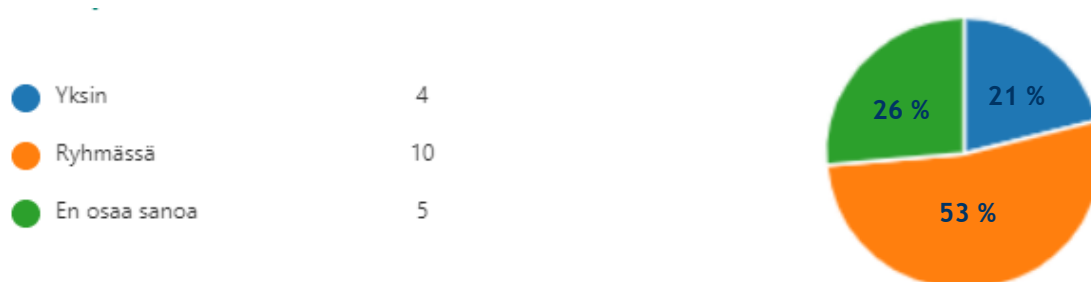 Yksin 4
Ryhmässä 10
En osaa sanoa 5
26 %
21 %
53 %